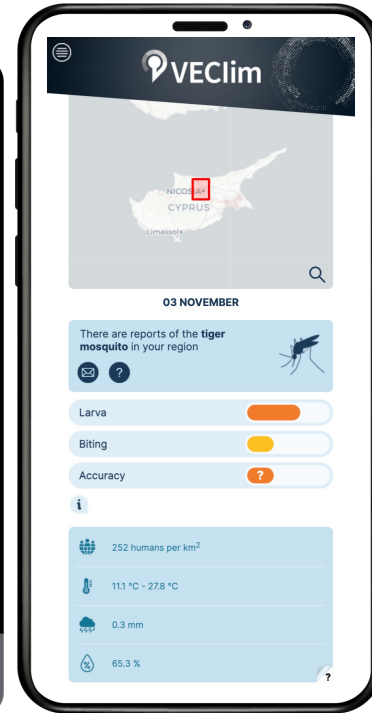 VEClim
NICOSIA
CYPRUS
Limassol
03 NOVEMBER
There are reports of the tiger
mosquito in your region
?
Larva
Biting
Accuracy
?
i
252 humans per km²
11.1 °C - 27.8 °C
0.3 mm
%
65.3 %
?